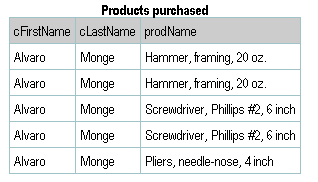 Products purchased
cFirstName cLastName prodName
Alvaro Monge Hammer, framing, 20 oz.
Alvaro Monge Hammer, framing, 20 oz.
Alvaro Monge Screwdriver, Phillips #2, 6 inch
Alvaro Monge Screwdriver, Phillips #2, 6 inch
Alvaro Monge Pliers, needle-nose, 4 inch